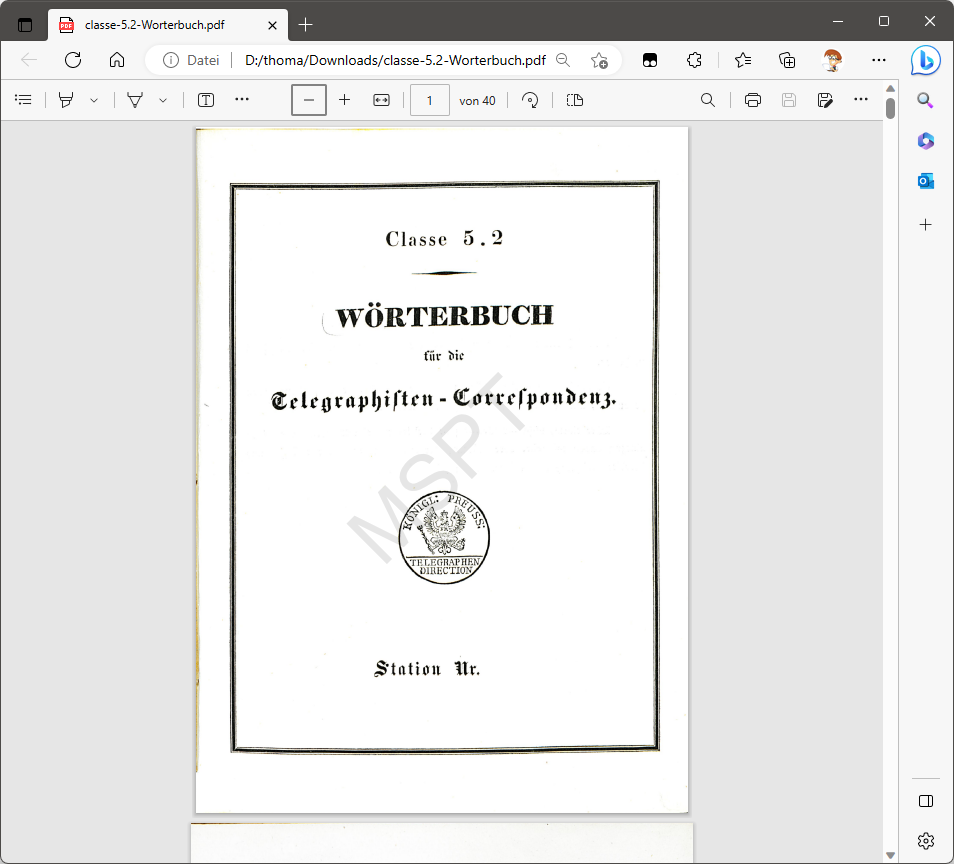 classe-5.2-Worterbuch.pdf
Datei
D:/thoma/Downloads/classe-5.2-Worterbuch.pdf
1
von 40
Classe 5.2
WÖRTERBUCH
für die
Telegraphiſten-Correſpondenz.
MSPT
KÖNIGL: PREUSS:
TELEGRAPHEN
DIRECTION
Station Nr.